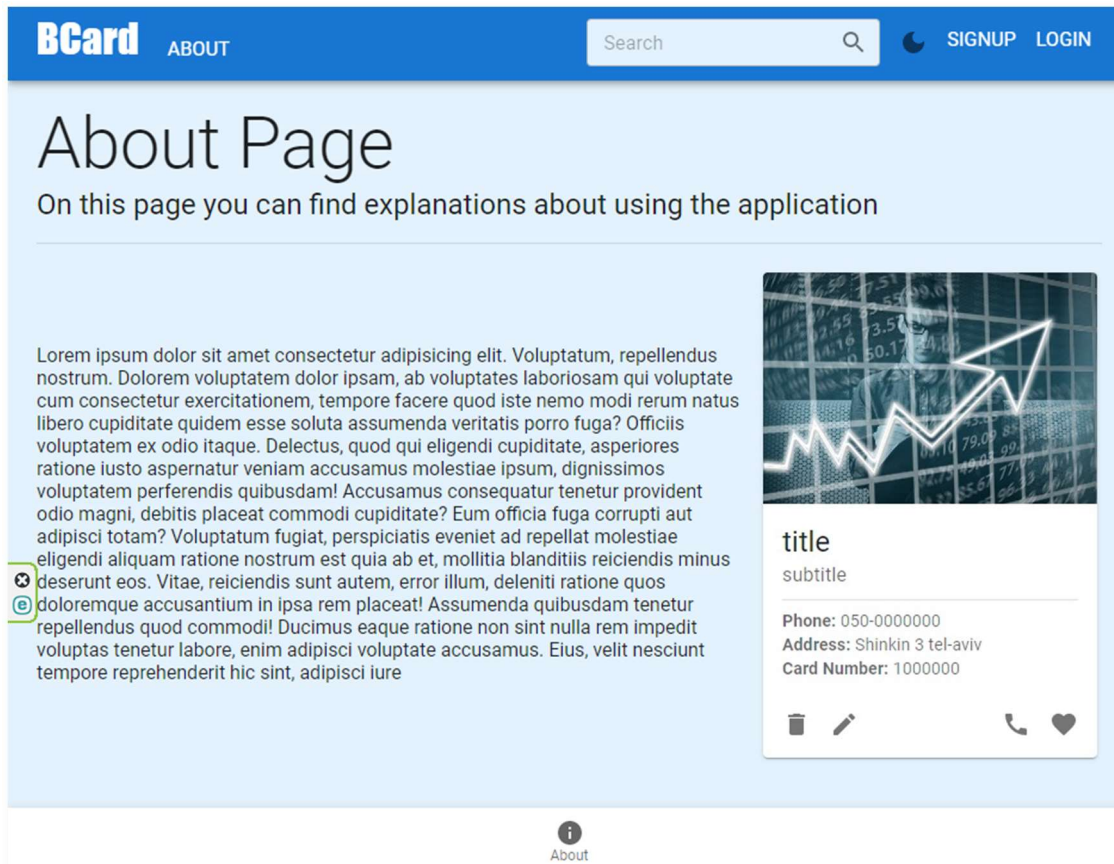 BCard ABOUT Search SIGNUP LOGIN
About Page
On this page you can find explanations about using the application
Lorem ipsum dolor sit amet consectetur adipisicing elit. Voluptatum, repellendus
nostrum. Dolorem voluptatem dolor ipsam, ab voluptates laboriosam qui voluptate
cum consectetur exercitationem, tempore facere quod iste nemo modi rerum natus
libero cupiditate quidem esse soluta assumenda veritatis porro fuga? Officiis
voluptatem ex odio itaque. Delectus, quod qui eligendi cupiditate, asperiores
ratione iusto aspernatur veniam accusamus molestiae ipsum, dignissimos
voluptatem perferendis quibusdam! Accusamus consequatur tenetur provident
odio magni, debitis placeat commodi cupiditate? Eum officia fuga corrupti aut
adipisci totam? Voluptatum fugiat, perspiciatis eveniet ad repellat molestiae
eligendi aliquam ratione nostrum est quia ab et, mollitia blanditiis reiciendis minus
deserunt eos. Vitae, reiciendis sunt autem, error illum, deleniti ratione quos
doloremque accusantium in ipsa rem placeat! Assumenda quibusdam tenetur
repellendus quod commodi! Ducimus eaque ratione non sint nulla rem impedit
voluptas tenetur labore, enim adipisci voluptate accusamus. Eius, velit nesciunt
tempore reprehenderit hic sint, adipisci iure
title
subtitle
Phone: 050-0000000
Address: Shinkin 3 tel-aviv
Card Number: 1000000
About